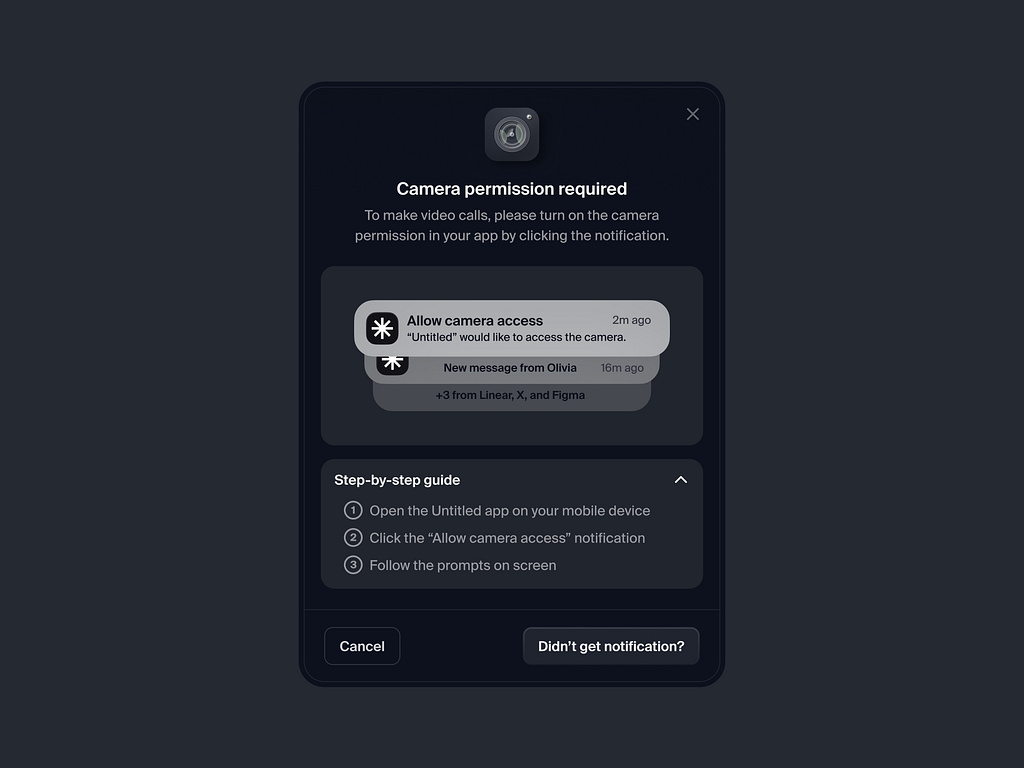 Camera permission required
To make video calls, please turn on the camera
permission in your app by clicking the notification.
Allow camera access
2m ago
“Untitled” would like to access the camera.
New message from Olivia
16m ago
+3 from Linear, X, and Figma
Step-by-step guide
1 Open the Untitled app on your mobile device
2 Click the “Allow camera access” notification
3 Follow the prompts on screen
Cancel
Didn’t get notification?